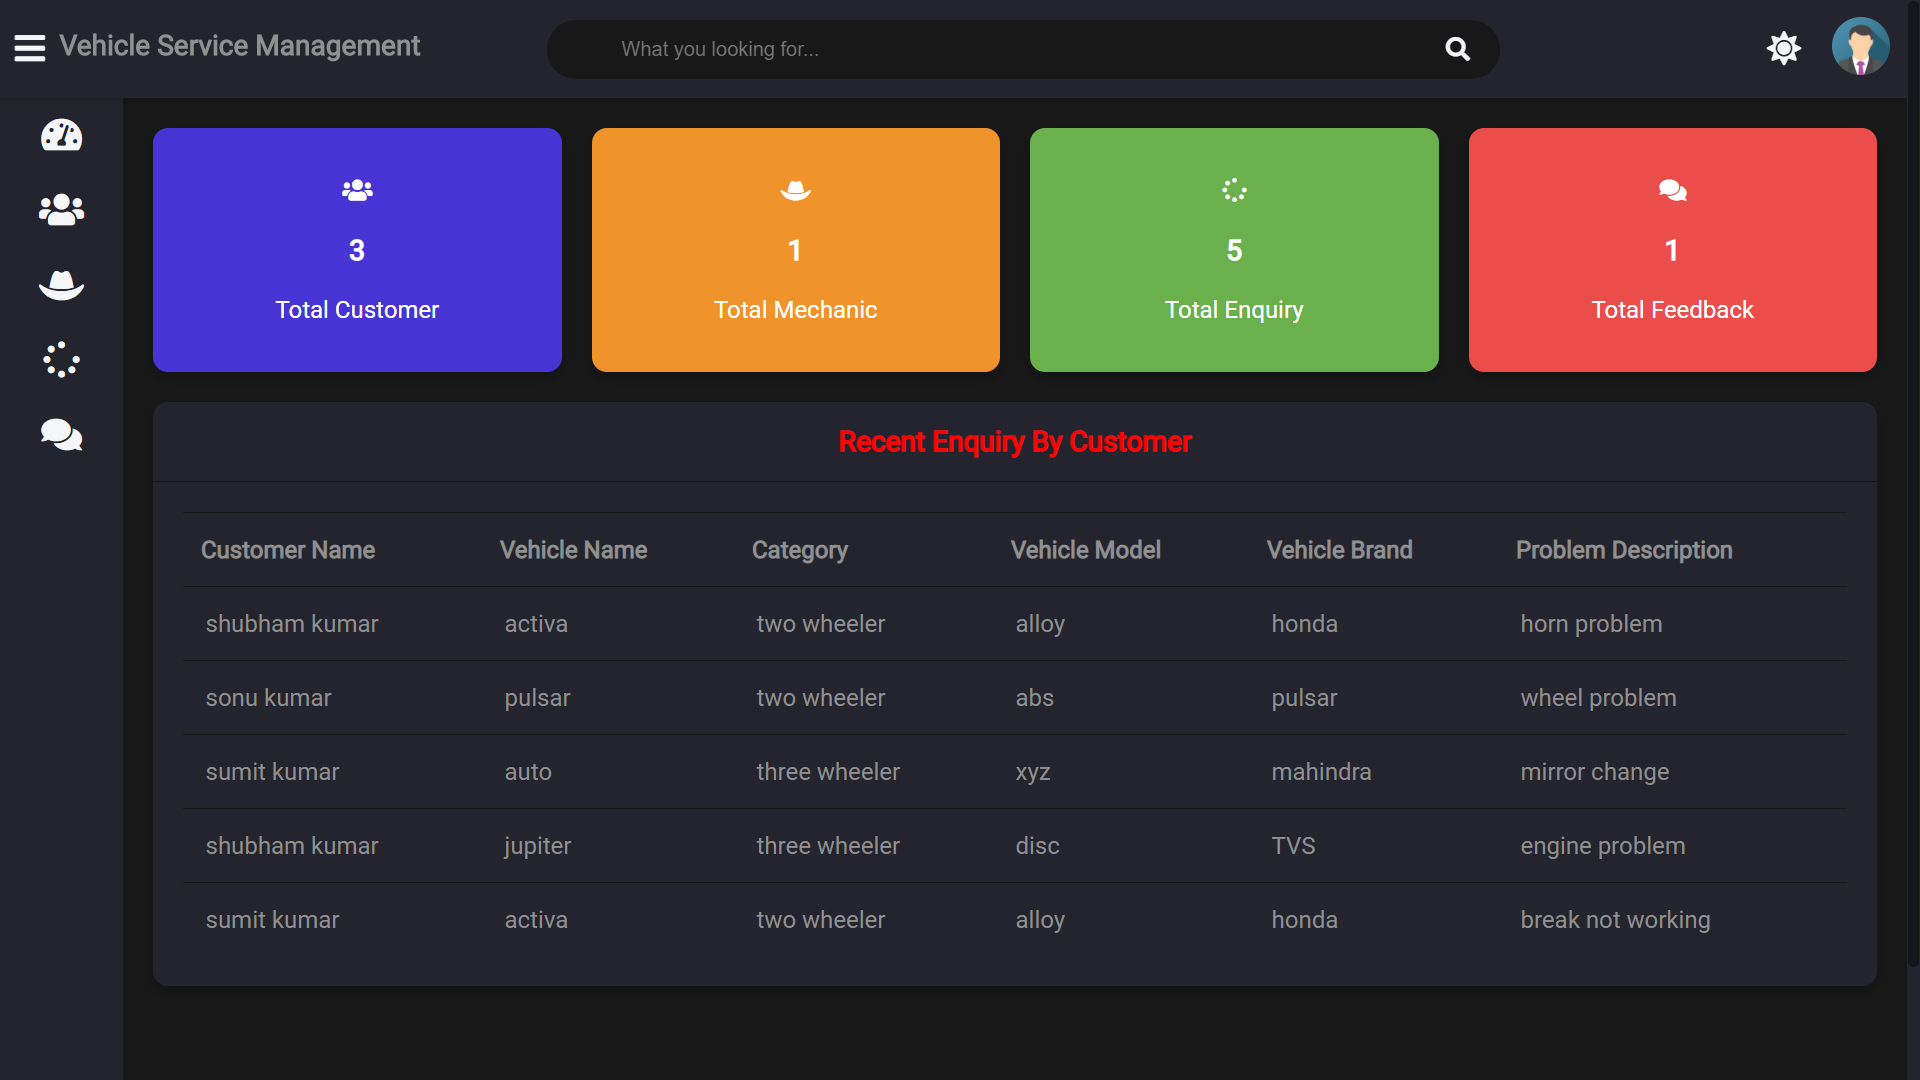 Vehicle Service Management
What you looking for...
3
Total Customer
1
Total Mechanic
5
Total Enquiry
1
Total Feedback
Recent Enquiry By Customer
Customer Name Vehicle Name Category Vehicle Model Vehicle Brand Problem Description
shubham kumar activa two wheeler alloy honda horn problem
sonu kumar pulsar two wheeler abs pulsar wheel problem
sumit kumar auto three wheeler xyz mahindra mirror change
shubham kumar jupiter three wheeler disc TVS engine problem
sumit kumar activa two wheeler alloy honda break not working